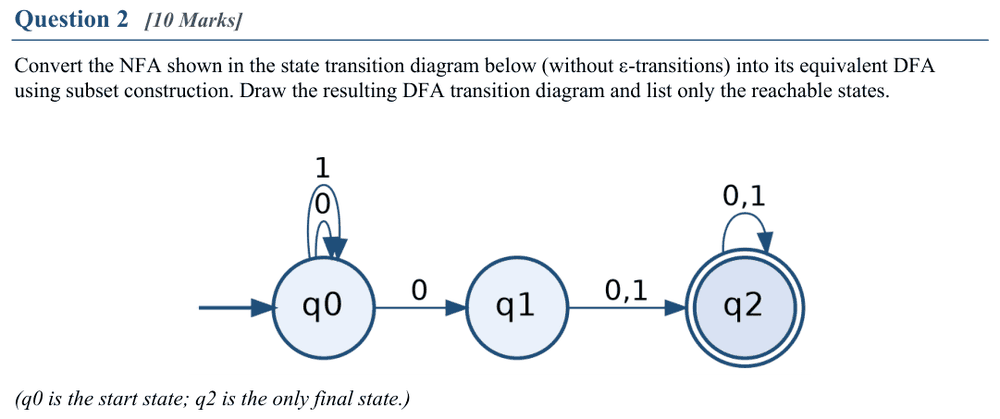 Question 2 [10 Marks]
Convert the NFA shown in the state transition diagram below (without ε-transitions) into its equivalent DFA
using subset construction. Draw the resulting DFA transition diagram and list only the reachable states.
1
0
0,1
0
0,1
q0
q1
q2
(q0 is the start state; q2 is the only final state.)